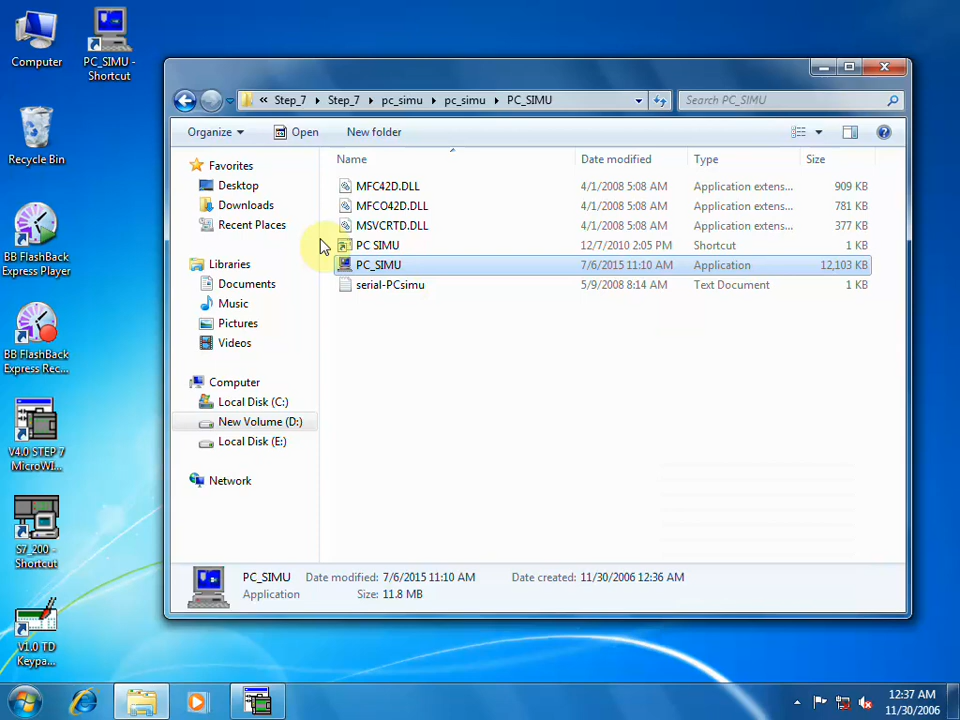 Computer
PC_SIMU - Shortcut
Recycle Bin
BB FlashBack Express Player
BB FlashBack Express Rec...
V4.0 STEP 7 MicroWI...
S7_200 - Shortcut
V1.0 TD Keypa...
« Step_7 Step_7 pc_simu pc_simu PC_SIMU
Search PC_SIMU
Organize Open New folder
Favorites
Desktop
Downloads
Recent Places
Libraries
Documents
Music
Pictures
Videos
Computer
Local Disk (C:)
New Volume (D:)
Local Disk (E:)
Network
Name Date modified Type Size
MFC42D.DLL 4/1/2008 5:08 AM Application extens... 909 KB
MFCO42D.DLL 4/1/2008 5:08 AM Application extens... 781 KB
MSVCRTD.DLL 4/1/2008 5:08 AM Application extens... 377 KB
PC SIMU 12/7/2010 2:05 PM Shortcut 1 KB
PC_SIMU 7/6/2015 11:10 AM Application 12,103 KB
serial-PCsimu 5/9/2008 8:14 AM Text Document 1 KB
PC_SIMU Date modified: 7/6/2015 11:10 AM Date created: 11/30/2006 12:36 AM
Application Size: 11.8 MB
12:37 AM
11/30/2006